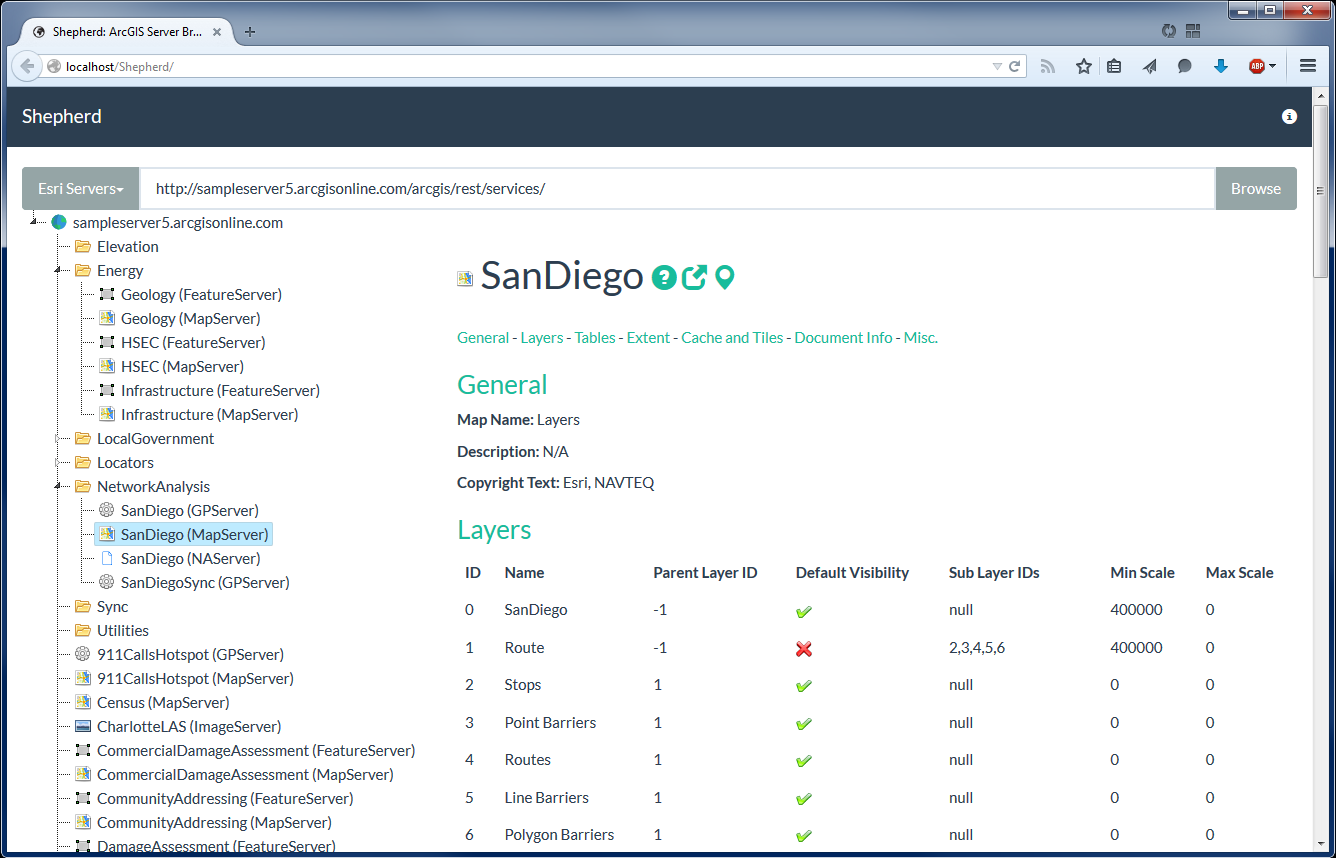 Shepherd: ArcGIS Server Br...
localhost/Shepherd/
ABP
Shepherd
Esri Servers
http://sampleserver5.arcgisonline.com/arcgis/rest/services/
Browse
sampleserver5.arcgisonline.com
Elevation
Energy
Geology (FeatureServer)
Geology (MapServer)
HSEC (FeatureServer)
HSEC (MapServer)
Infrastructure (FeatureServer)
Infrastructure (MapServer)
LocalGovernment
Locators
NetworkAnalysis
SanDiego (GPServer)
SanDiego (MapServer)
SanDiego (NAServer)
SanDiegoSync (GPServer)
Sync
Utilities
911CallsHotspot (GPServer)
911CallsHotspot (MapServer)
Census (MapServer)
CharlotteLAS (ImageServer)
CommercialDamageAssessment (FeatureServer)
CommercialDamageAssessment (MapServer)
CommunityAddressing (FeatureServer)
CommunityAddressing (MapServer)
DamageAssessment (FeatureServer)
SanDiego
General - Layers - Tables - Extent - Cache and Tiles - Document Info - Misc.
General
Map Name: Layers
Description: N/A
Copyright Text: Esri, NAVTEQ
Layers
ID Name Parent Layer ID Default Visibility Sub Layer IDs Min Scale Max Scale
0 SanDiego -1 null 400000 0
1 Route -1 2,3,4,5,6 400000 0
2 Stops 1 null 0 0
3 Point Barriers 1 null 0 0
4 Routes 1 null 0 0
5 Line Barriers 1 null 0 0
6 Polygon Barriers 1 null 0 0